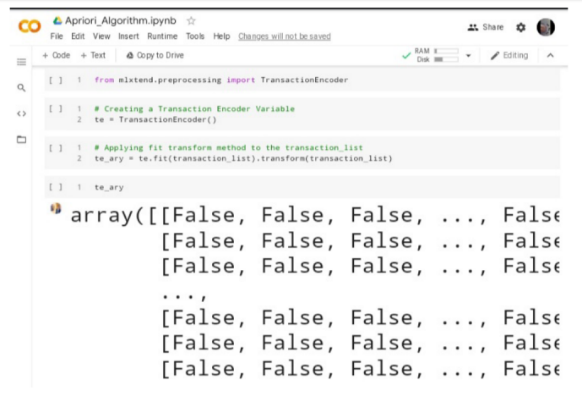 Apriori_Algorithm.ipynb
Share
File Edit View Insert Runtime Tools Help Changes will not be saved
+ Code + Text Copy to Drive
RAM
Disk
Editing
[ ] 1 from mlxtend.preprocessing import TransactionEncoder
[ ] 1 # Creating a Transaction Encoder Variable
2 te = TransactionEncoder()
[ ] 1 # Applying fit transform method to the transaction_list
2 te_ary = te.fit(transaction_list).transform(transaction_list)
[ ] 1 te_ary
array([[False, False, False, ..., False
[False, False, False, ..., False
[False, False, False, ..., False
...,
[False, False, False, ..., False
[False, False, False, ..., False
[False, False, False, ..., False